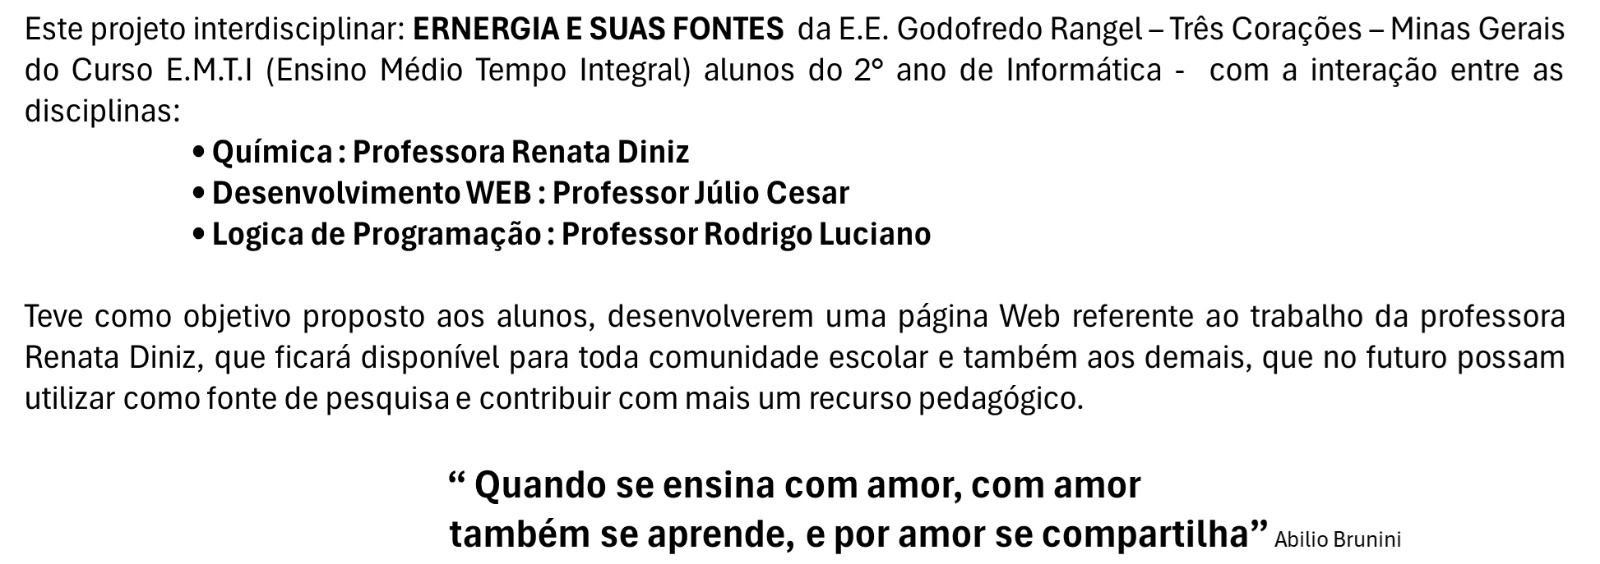 Este projeto interdisciplinar: ERNERGIA E SUAS FONTES da E.E. Godofredo Rangel – Três Corações – Minas Gerais
do Curso E.M.T.I (Ensino Médio Tempo Integral) alunos do 2° ano de Informática - com a interação entre as
disciplinas:
• Química : Professora Renata Diniz
• Desenvolvimento WEB : Professor Júlio Cesar
• Logica de Programação : Professor Rodrigo Luciano
Teve como objetivo proposto aos alunos, desenvolverem uma página Web referente ao trabalho da professora
Renata Diniz, que ficará disponível para toda comunidade escolar e também aos demais, que no futuro possam
utilizar como fonte de pesquisa e contribuir com mais um recurso pedagógico.
“ Quando se ensina com amor, com amor
também se aprende, e por amor se compartilha” Abilio Brunini